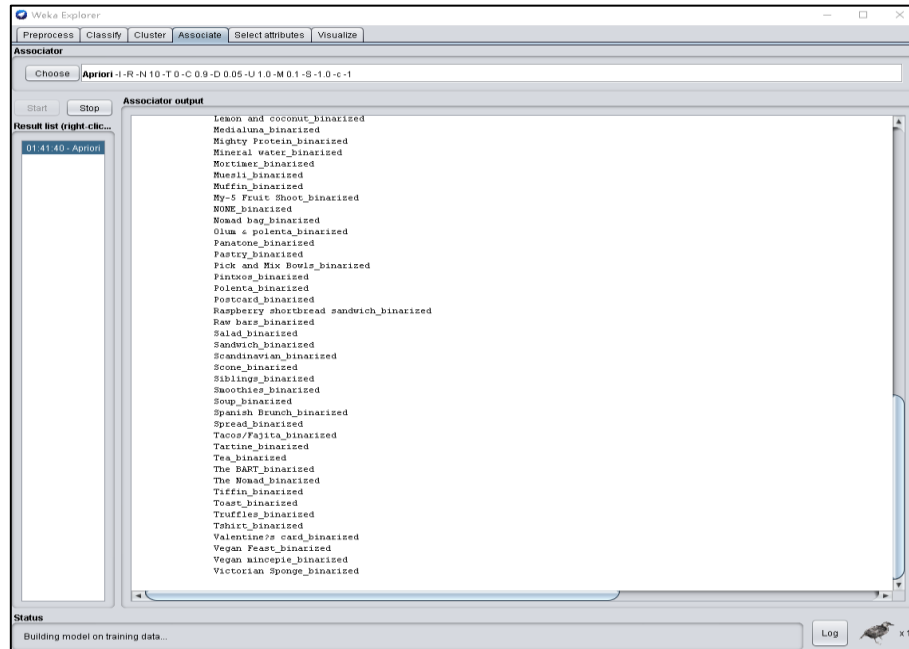 Weka Explorer
Preprocess Classify Cluster Associate Select attributes Visualize
Associator
Choose Apriori -I -R -N 10 -T 0 -C 0.9 -D 0.05 -U 1.0 -M 0.1 -S -1.0 -c -1
Start Stop
Result list (right-clic...
01:41:40 - Apriori
Associator output
Lemon and coconut_binarized
Medialuna_binarized
Mighty Protein_binarized
Mineral water_binarized
Mortimer_binarized
Muesli_binarized
Muffin_binarized
My-5 Fruit Shoot_binarized
NONE_binarized
Nomad bag_binarized
Olum & polenta_binarized
Panatone_binarized
Pastry_binarized
Pick and Mix Bowls_binarized
Pintxos_binarized
Polenta_binarized
Postcard_binarized
Raspberry shortbread sandwich_binarized
Raw bars_binarized
Salad_binarized
Sandwich_binarized
Scandinavian_binarized
Scone_binarized
Siblings_binarized
Smoothies_binarized
Soup_binarized
Spanish Brunch_binarized
Spread_binarized
Tacos/Fajita_binarized
Tartine_binarized
Tea_binarized
The BART_binarized
The Nomad_binarized
Tiffin_binarized
Toast_binarized
Truffles_binarized
Tshirt_binarized
Valentine?s card_binarized
Vegan Feast_binarized
Vegan mincepie_binarized
Victorian Sponge_binarized
Status
Building model on training data...
Log
x 1